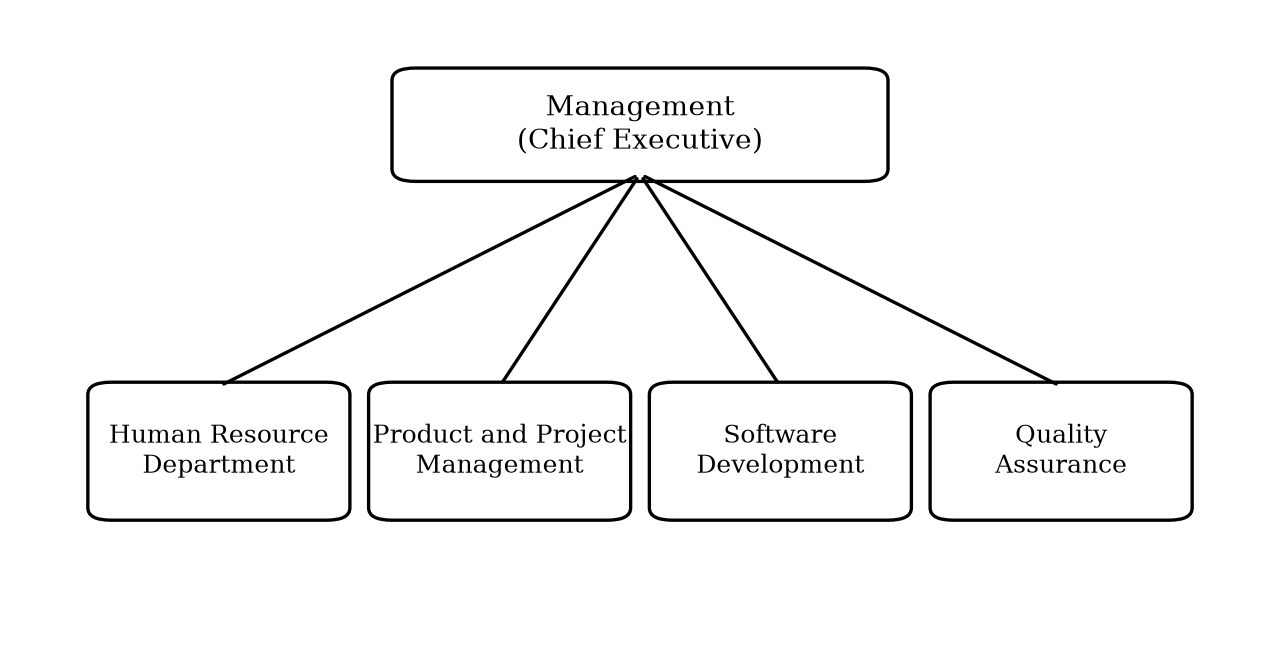 Management
(Chief Executive)
Human Resource
Department
Product and Project
Management
Software
Development
Quality
Assurance